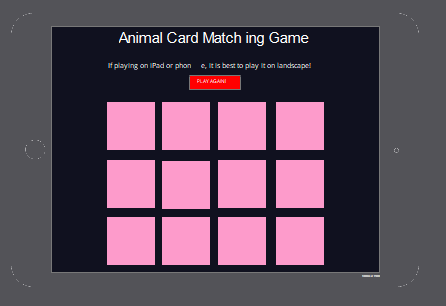 Animal Card Match ing Game
If playing on iPad or phon e, it is best to play it on landscape!
PLAY AGAIN!